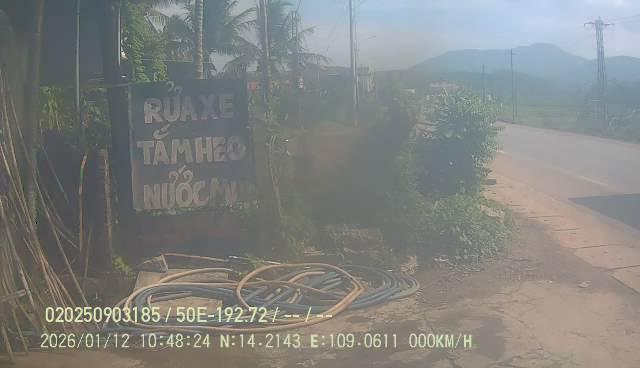 RỬA XE
TẮM HEO
NƯỚC MUI
020250903185 / 50E-192.72 / -- / --
2026/01/12 10:48:24 N:14.2143 E:109.0611 000KM/H